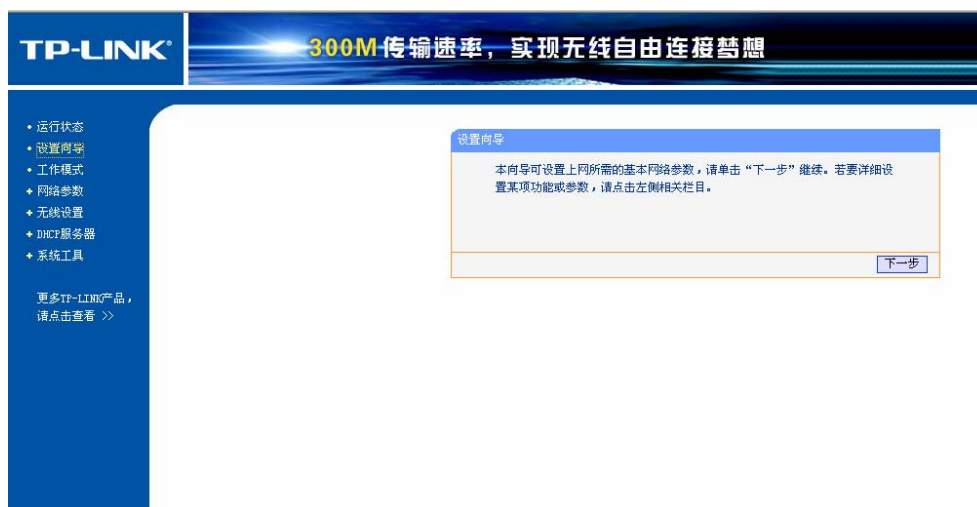 TP-LINK®
300M 传输速率，实现无线自由连接梦想
• 运行状态
• 设置向导
• 工作模式
+ 网络参数
+ 无线设置
+ DHCP服务器
+ 系统工具
更多TP-LINK产品，
请点击查看 >>
设置向导
本向导可设置上网所需的基本网络参数，请单击“下一步”继续。若要详细设
置某项功能或参数，请点击左侧相关栏目。
下一步